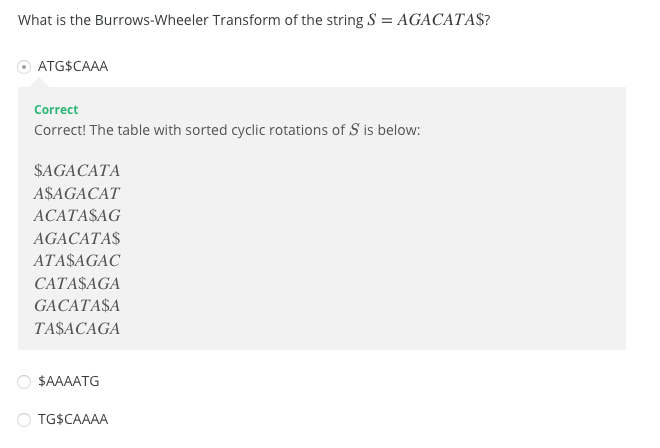 What is the Burrows-Wheeler Transform of the string S = AGACATA$?
ATG$CAAA
Correct
Correct! The table with sorted cyclic rotations of S is below:
$AGACATA
A$AGACAT
ACATA$AG
AGACATA$
ATA$AGAC
CATA$AGA
GACATA$A
TA$ACAGA
$AAAATG
TG$CAAAA